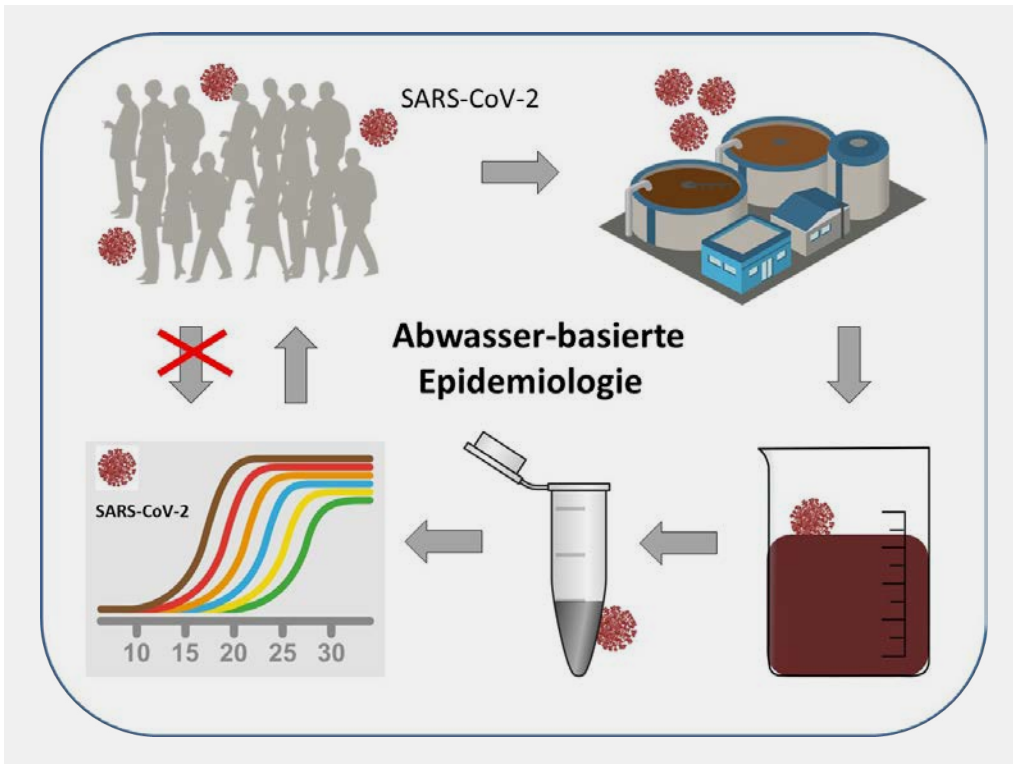 SARS-CoV-2
Abwasser-basierte
Epidemiologie
SARS-CoV-2
10 15 20 25 30